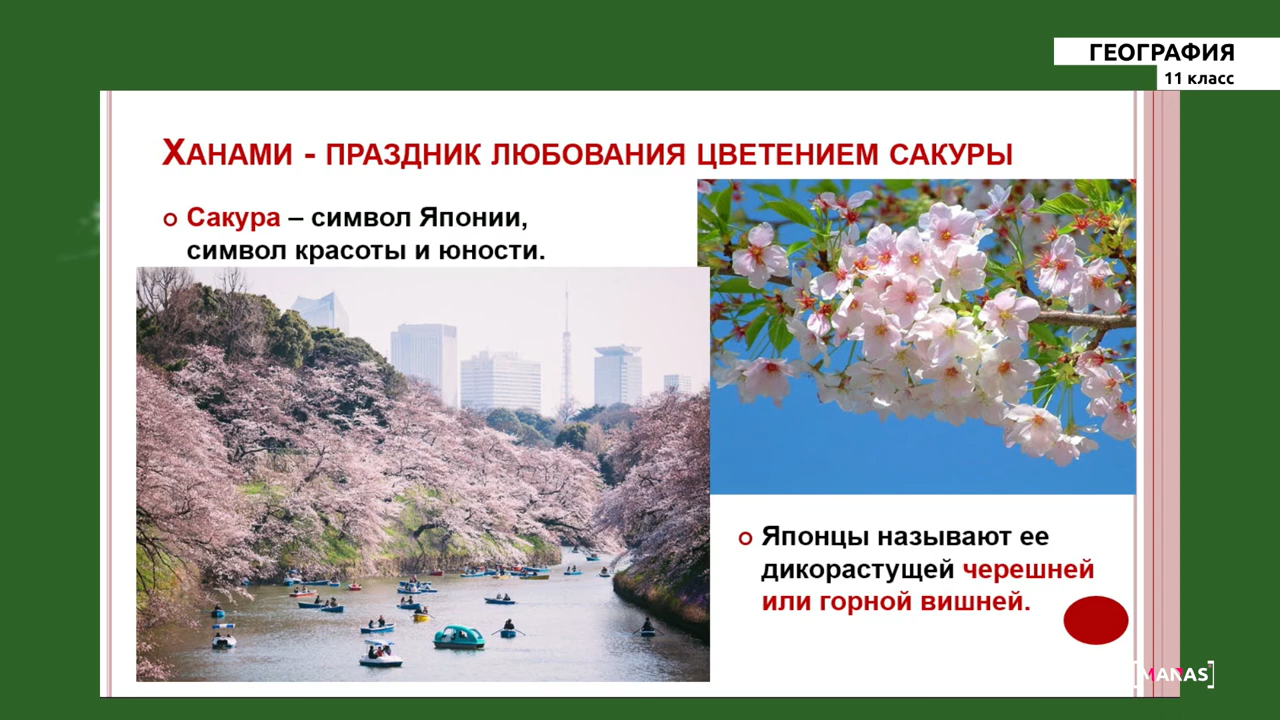 ГЕОГРАФИЯ
11 класс
ХАНАМИ - ПРАЗДНИК ЛЮБОВАНИЯ ЦВЕТЕНИЕМ САКУРЫ
Сакура – символ Японии,
символ красоты и юности.
Японцы называют ее
дикорастущей черешней
или горной вишней.
[MANAS]